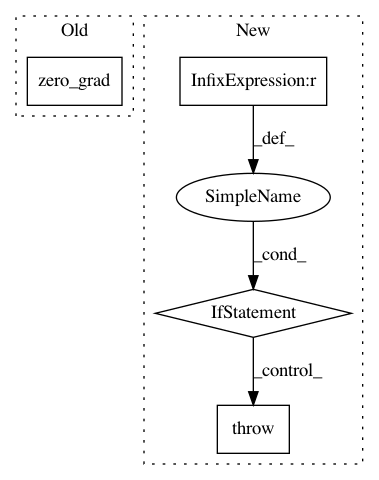 Old
New
zero_grad
InfixExpression:r
_def_
SimpleName
_cond_
IfStatement
_control_
throw